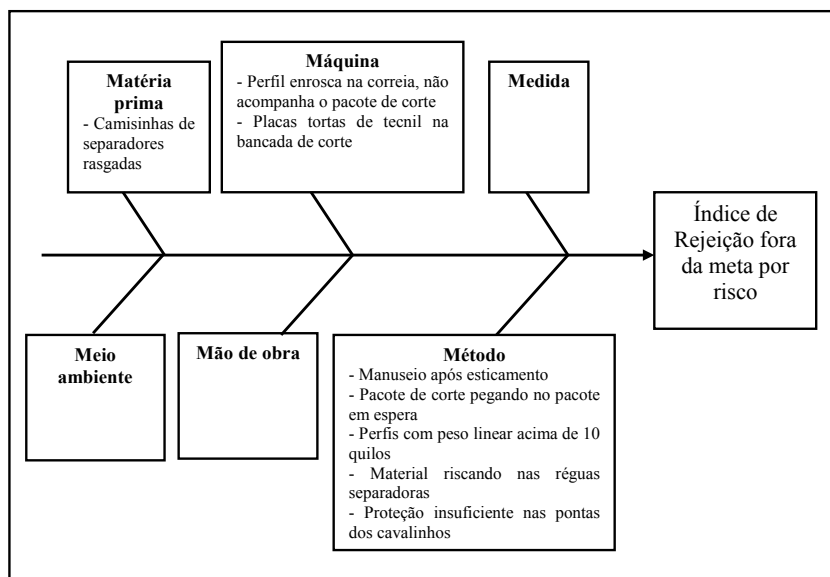 Matéria
prima
- Camisinhas de
separadores
rasgadas
Máquina
- Perfil enrosca na correia, não
acompanha o pacote de corte
- Placas tortas de tecnil na
bancada de corte
Medida
Índice de
Rejeição fora
da meta por
risco
Meio
ambiente
Mão de obra
Método
- Manuseio após esticamento
- Pacote de corte pegando no pacote
em espera
- Perfis com peso linear acima de 10
quilos
- Material riscando nas réguas
separadoras
- Proteção insuficiente nas pontas
dos cavalinhos